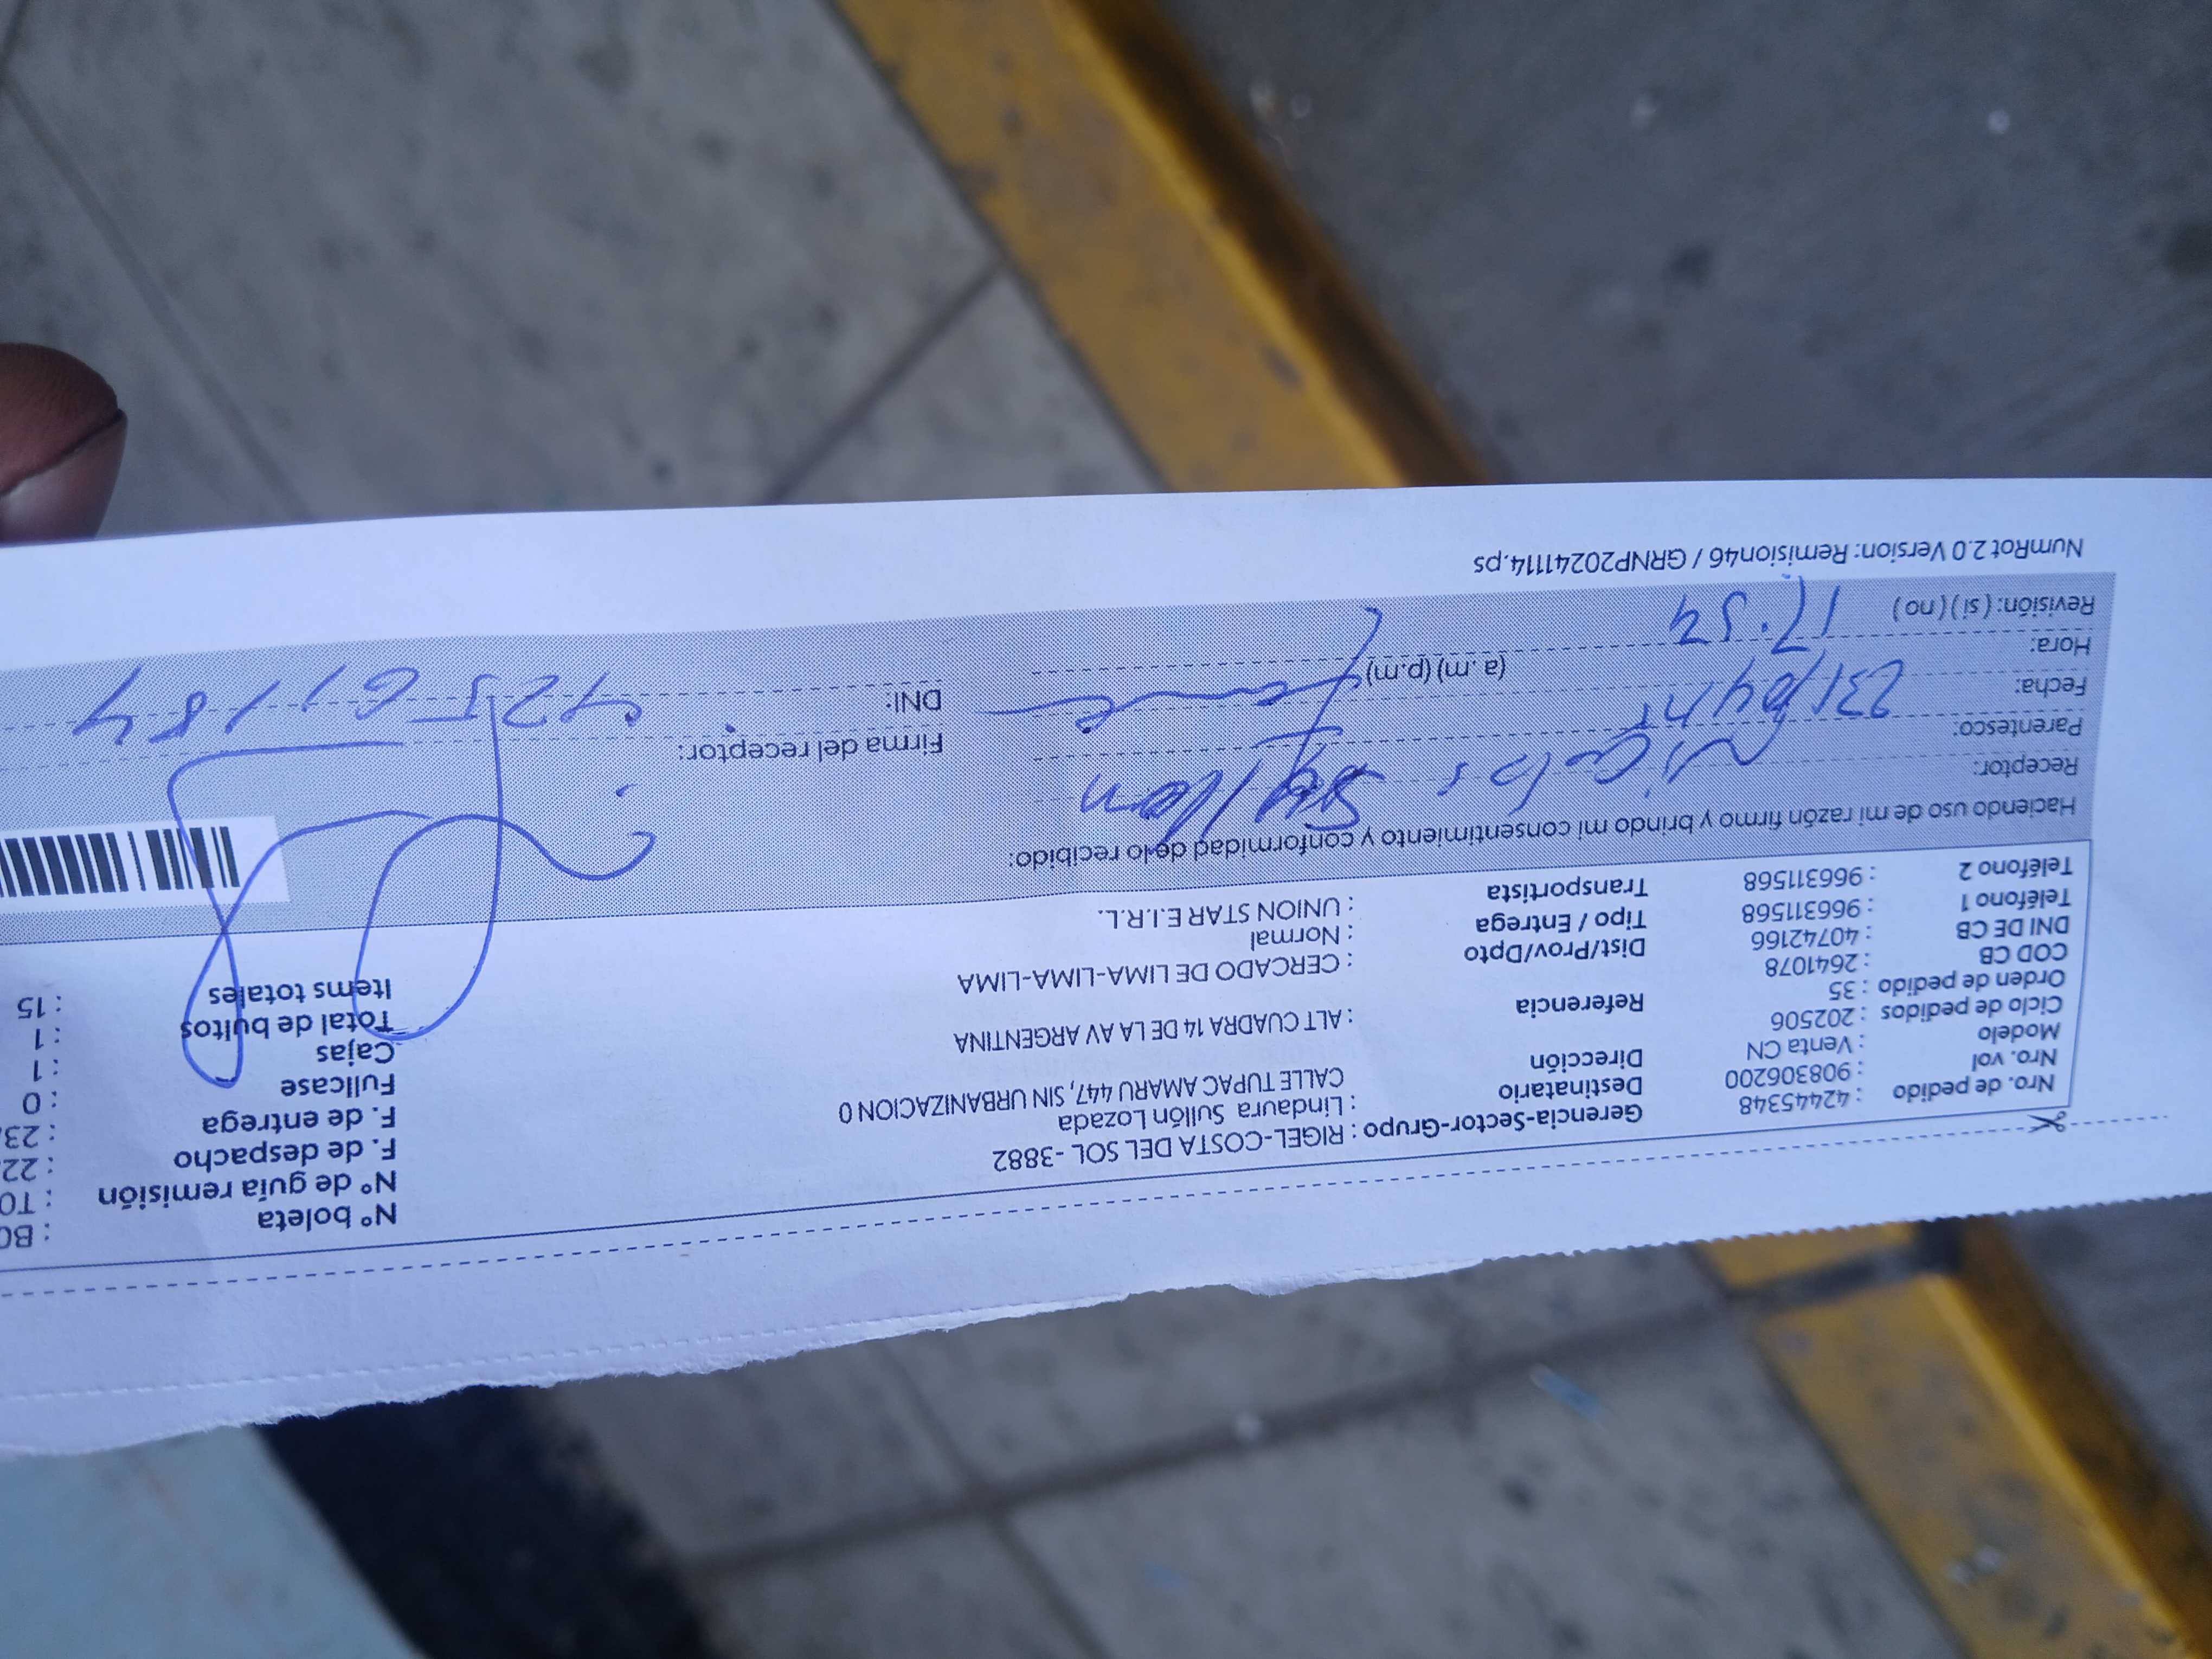 Nro. de pedido : 42445348
Nro. vol : 908306200
Modelo : Venta CN
Ciclo de pedidos : 202506
Orden de pedido : 35
COD CB : 2641078
DNI DE CB : 40742166
Teléfono 1 : 966311568
Teléfono 2 : 966311568
Gerencia-Sector-Grupo : RIGEL-COSTA DEL SOL -3882
Destinatario : Lindaura Sullón Lozada
Dirección CALLE TUPAC AMARU 447, SIN URBANIZACION 0
Referencia : ALT CUADRA 14 DE LA AV ARGENTINA
Dist/Prov/Dpto : CERCADO DE LIMA-LIMA-LIMA
Tipo / Entrega : Normal
Transportista : UNION STAR E.I.R.L.
N° boleta : B0
N° de guía remisión : T0
F. de despacho : 22
F. de entrega : 23
Fullcase : 0
Cajas : 1
Total de bultos : 1
Items totales : 15
Haciendo uso de mi razón firmo y brindo mi consentimiento y conformidad de lo recibido:
Receptor:
Parentesco:
Fecha:
Hora: (a.m) (p.m)
Revisión: ( si ) ( no )
Firma del receptor:
DNI:
NumRot 2.0 Version: Remision46 / GRNP20241114.ps